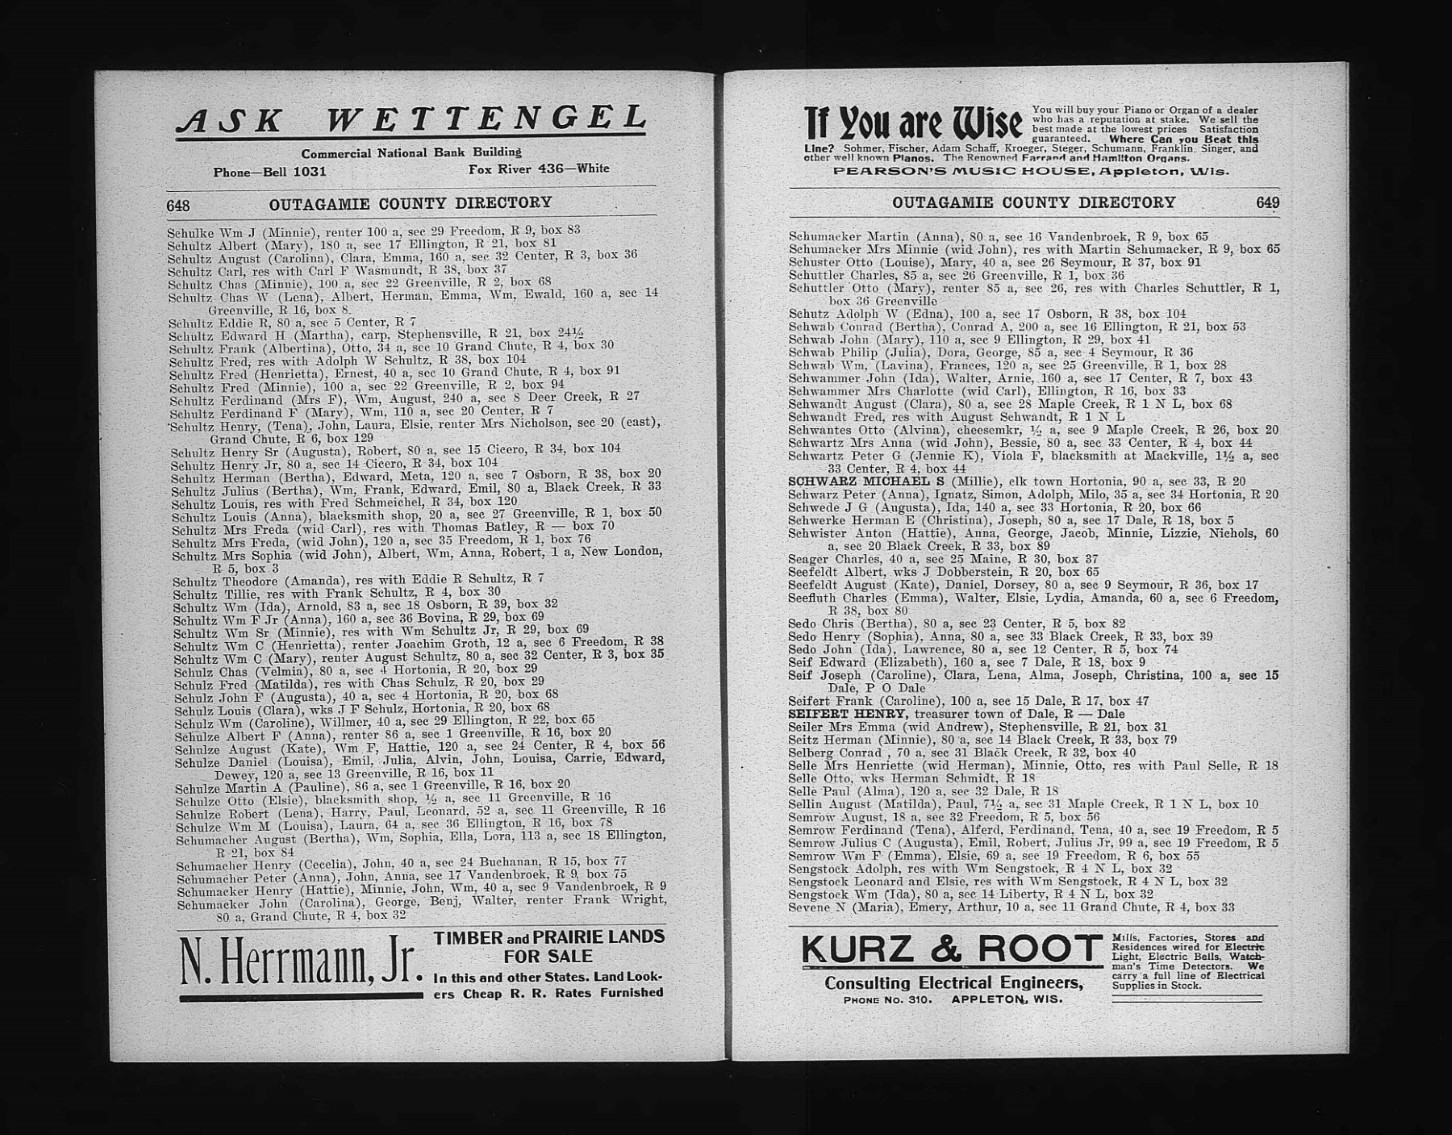 ASK WETTENGEL
Commercial National Bank Building
Phone—Bell 1031 Fox River 436—White
648 OUTAGAMIE COUNTY DIRECTORY
Schulke Wm J (Minnie), renter 100 a, sec 29 Freedom, R 9, box 83
Schultz Albert (Mary), 180 a, sec 17 Ellington, R 21, box 81
Schultz August (Carolina), Clara, Emma, 160 a, sec 32 Center, R 3, box 36
Schultz Carl, res with Carl F Wasmundt, R 38, box 37
Schultz Chas (Minnie), 100 a, sec 22 Greenville, R 2, box 68
Schultz Chas W (Lena), Albert, Herman, Emma, Wm, Ewald, 160 a, sec 14
Greenville, R 16, box 8.
Schultz Eddie R, 80 a, sec 5 Center, R 7
Schultz Edward H (Martha), carp, Stephensville, R 21, box 24½
Schultz Frank (Albertina), Otto, 34 a, sec 10 Grand Chute, R 4, box 30
Schultz Fred, res with Adolph W Schultz, R 38, box 104
Schultz Fred (Henrietta), Ernest, 40 a, sec 10 Grand Chute, R 4, box 91
Schultz Fred (Minnie), 100 a, sec 22 Greenville, R 2, box 94
Schultz Ferdinand (Mrs F), Wm, August, 240 a, sec 8 Deer Creek, R 27
Schultz Ferdinand F (Mary), Wm, 110 a, sec 20 Center, R 7
Schultz Henry, (Tena), John, Laura, Elsie, renter Mrs Nicholson, sec 20 (east),
Grand Chute, R 6, box 129
Schultz Henry Sr (Augusta), Robert, 80 a, sec 15 Cicero, R 34, box 104
Schultz Henry Jr, 80 a, sec 14 Cicero, R 34, box 104
Schultz Herman (Bertha), Edward, Meta, 120 a, sec 7 Osborn, R 38, box 20
Schultz Julius (Bertha), Wm, Frank, Edward, Emil, 80 a, Black Creek, R 33
Schultz Louis, res with Fred Schmeichel, R 34, box 120
Schultz Louis (Anna), blacksmith shop, 20 a, sec 27 Greenville, R 1, box 50
Schultz Mrs Freda (wid Carl), res with Thomas Batley, R — box 70
Schultz Mrs Freda, (wid John), 120 a, sec 35 Freedom, R 1, box 76
Schultz Mrs Sophia (wid John), Albert, Wm, Anna, Robert, 1 a, New London,
R 5, box 3
Schultz Theodore (Amanda), res with Eddie R Schultz, R 7
Schultz Tillie, res with Frank Schultz, R 4, box 30
Schultz Wm (Ida), Arnold, 83 a, sec 18 Osborn, R 39, box 32
Schultz Wm F Jr (Anna), 160 a, sec 36 Bovina, R 29, box 69
Schultz Wm Sr (Minnie), res with Wm Schultz Jr, R 29, box 69
Schultz Wm C (Henrietta), renter Joachim Groth, 12 a, sec 6 Freedom, R 38
Schultz Wm C (Mary), renter August Schultz, 80 a, sec 32 Center, R 3, box 35
Schulz Chas (Velmia), 80 a, sec 4 Hortonia, R 20, box 29
Schulz Fred (Matilda), res with Chas Schulz, R 20, box 29
Schulz John F (Augusta), 40 a, sec 4 Hortonia, R 20, box 68
Schulz Louis (Clara), wks J F Schulz, Hortonia, R 20, box 68
Schulz Wm (Caroline), Willmer, 40 a, sec 29 Ellington, R 22, box 65
Schulze Albert F (Anna), renter 86 a, sec 1 Greenville, R 16, box 20
Schulze August (Kate), Wm F, Hattie, 120 a, sec 24 Center, R 4, box 56
Schulze Daniel (Louisa), Emil, Julia, Alvin, John, Louisa, Carrie, Edward,
Dewey, 120 a, sec 13 Greenville, R 16, box 11
Schulze Martin A (Pauline), 86 a, sec 1 Greenville, R 16, box 20
Schulze Otto (Elsie), blacksmith shop, ½ a, sec 11 Greenville, R 16
Schulze Robert (Lena), Harry, Paul, Leonard, 52 a, sec 11 Greenville, R 16
Schulze Wm M (Louisa), Laura, 64 a, sec 36 Ellington, R 16, box 78
Schumacher August (Bertha), Wm, Sophia, Ella, Lora, 113 a, sec 18 Ellington,
R 21, box 84
Schumacher Henry (Cecelia), John, 40 a, sec 24 Buchanan, R 15, box 77
Schumacher Peter (Anna), John, Anna, sec 17 Vandenbroek, R 9, box 75
Schumacker Henry (Hattie), Minnie, John, Wm, 40 a, sec 9 Vandenbroek, R 9
Schumacker John (Carolina), George, Benj, Walter, renter Frank Wright,
80 a, Grand Chute, R 4, box 32
N. Herrmann, Jr.
TIMBER and PRAIRIE LANDS
FOR SALE
In this and other States. Land Look-
ers Cheap R. R. Rates Furnished
If You are Wise
You will buy your Piano or Organ of a dealer
who has a reputation at stake. We sell the
best made at the lowest prices Satisfaction
guaranteed. Where Can you Beat this
Line? Sohmer, Fischer, Adam Schaff, Kroeger, Steger, Schumann, Franklin, Singer, and
other well known Pianos. The Renowned Farrand and Hamilton Organs.
PEARSON'S MUSIC HOUSE, Appleton, Wis.
OUTAGAMIE COUNTY DIRECTORY 649
Schumacker Martin (Anna), 80 a, sec 16 Vandenbroek, R 9, box 65
Schumacker Mrs Minnie (wid John), res with Martin Schumacker, R 9, box 65
Schuster Otto (Louise), Mary, 40 a, sec 26 Seymour, R 37, box 91
Schuttler Charles, 85 a, sec 26 Greenville, R 1, box 36
Schuttler Otto (Mary), renter 85 a, sec 26, res with Charles Schuttler, R 1,
box 36 Greenville
Schutz Adolph W (Edna), 100 a, sec 17 Osborn, R 38, box 104
Schwab Conrad (Bertha), Conrad A, 200 a, sec 16 Ellington, R 21, box 53
Schwab John (Mary), 110 a, sec 9 Ellington, R 29, box 41
Schwab Philip (Julia), Dora, George, 85 a, sec 4 Seymour, R 36
Schwab Wm, (Lavina), Frances, 120 a, sec 25 Greenville, R 1, box 28
Schwammer John (Ida), Walter, Arnie, 160 a, sec 17 Center, R 7, box 43
Schwammer Mrs Charlotte (wid Carl), Ellington, R 16, box 33
Schwandt August (Clara), 80 a, sec 28 Maple Creek, R 1 N L, box 68
Schwandt Fred, res with August Schwandt, R 1 N L
Schwantes Otto (Alvina), cheesemkr, ½ a, sec 9 Maple Creek, R 26, box 20
Schwartz Mrs Anna (wid John), Bessie, 80 a, sec 33 Center, R 4, box 44
Schwartz Peter G (Jennie K), Viola F, blacksmith at Mackville, 1½ a, sec
33 Center, R 4, box 44
SCHWARZ MICHAEL S (Millie), elk town Hortonia, 90 a, sec 33, R 20
Schwarz Peter (Anna), Ignatz, Simon, Adolph, Milo, 35 a, sec 34 Hortonia, R 20
Schwede J G (Augusta), Ida, 140 a, sec 33 Hortonia, R 20, box 66
Schwerke Herman E (Christina), Joseph, 80 a, sec 17 Dale, R 18, box 5
Schwister Anton (Hattie), Anna, George, Jacob, Minnie, Lizzie, Nichols, 60
a, sec 20 Black Creek, R 33, box 89
Seager Charles, 40 a, sec 25 Maine, R 30, box 37
Seefeldt Albert, wks J Dobberstein, R 20, box 65
Seefeldt August (Kate), Daniel, Dorsey, 80 a, sec 9 Seymour, R 36, box 17
Seefluth Charles (Emma), Walter, Elsie, Lydia, Amanda, 60 a, sec 6 Freedom,
R 38, box 80
Sedo Chris (Bertha), 80 a, sec 23 Center, R 5, box 82
Sedo Henry (Sophia), Anna, 80 a, sec 33 Black Creek, R 33, box 39
Sedo John (Ida), Lawrence, 80 a, sec 12 Center, R 5, box 74
Seif Edward (Elizabeth), 160 a, sec 7 Dale, R 18, box 9
Seif Joseph (Caroline), Clara, Lena, Alma, Joseph, Christina, 100 a, sec 15
Dale, P O Dale
Seifert Frank (Caroline), 100 a, sec 15 Dale, R 17, box 47
SEIFERT HENRY, treasurer town of Dale, R — Dale
Seiler Mrs Emma (wid Andrew), Stephensville, R 21, box 31
Seitz Herman (Minnie), 80 a, sec 14 Black Creek, R 33, box 79
Selberg Conrad , 70 a, sec 31 Black Creek, R 32, box 40
Selle Mrs Henriette (wid Herman), Minnie, Otto, res with Paul Selle, R 18
Selle Otto, wks Herman Schmidt, R 18
Selle Paul (Alma), 120 a, sec 32 Dale, R 18
Sellin August (Matilda), Paul, 7½ a, sec 31 Maple Creek, R 1 N L, box 10
Semrow August, 18 a, sec 32 Freedom, R 5, box 56
Semrow Ferdinand (Tena), Alferd, Ferdinand, Tena, 40 a, sec 19 Freedom, R 5
Semrow Julius C (Augusta), Emil, Robert, Julius Jr, 99 a, sec 19 Freedom, R 5
Semrow Wm F (Emma), Elsie, 69 a, sec 19 Freedom, R 6, box 55
Sengstock Adolph, res with Wm Sengstock, R 4 N L, box 32
Sengstock Leonard and Elsie, res with Wm Sengstock, R 4 N L, box 32
Sengstock Wm (Ida), 80 a, sec 14 Liberty, R 4 N L, box 32
Sevene N (Maria), Emery, Arthur, 10 a, sec 11 Grand Chute, R 4, box 33
KURZ & ROOT
Consulting Electrical Engineers,
PHONE NO. 310. APPLETON, WIS.
Mills, Factories, Stores and
Residences wired for Electric
Light, Electric Bells, Watch-
man's Time Detectors. We
carry a full line of Electrical
Supplies in Stock.